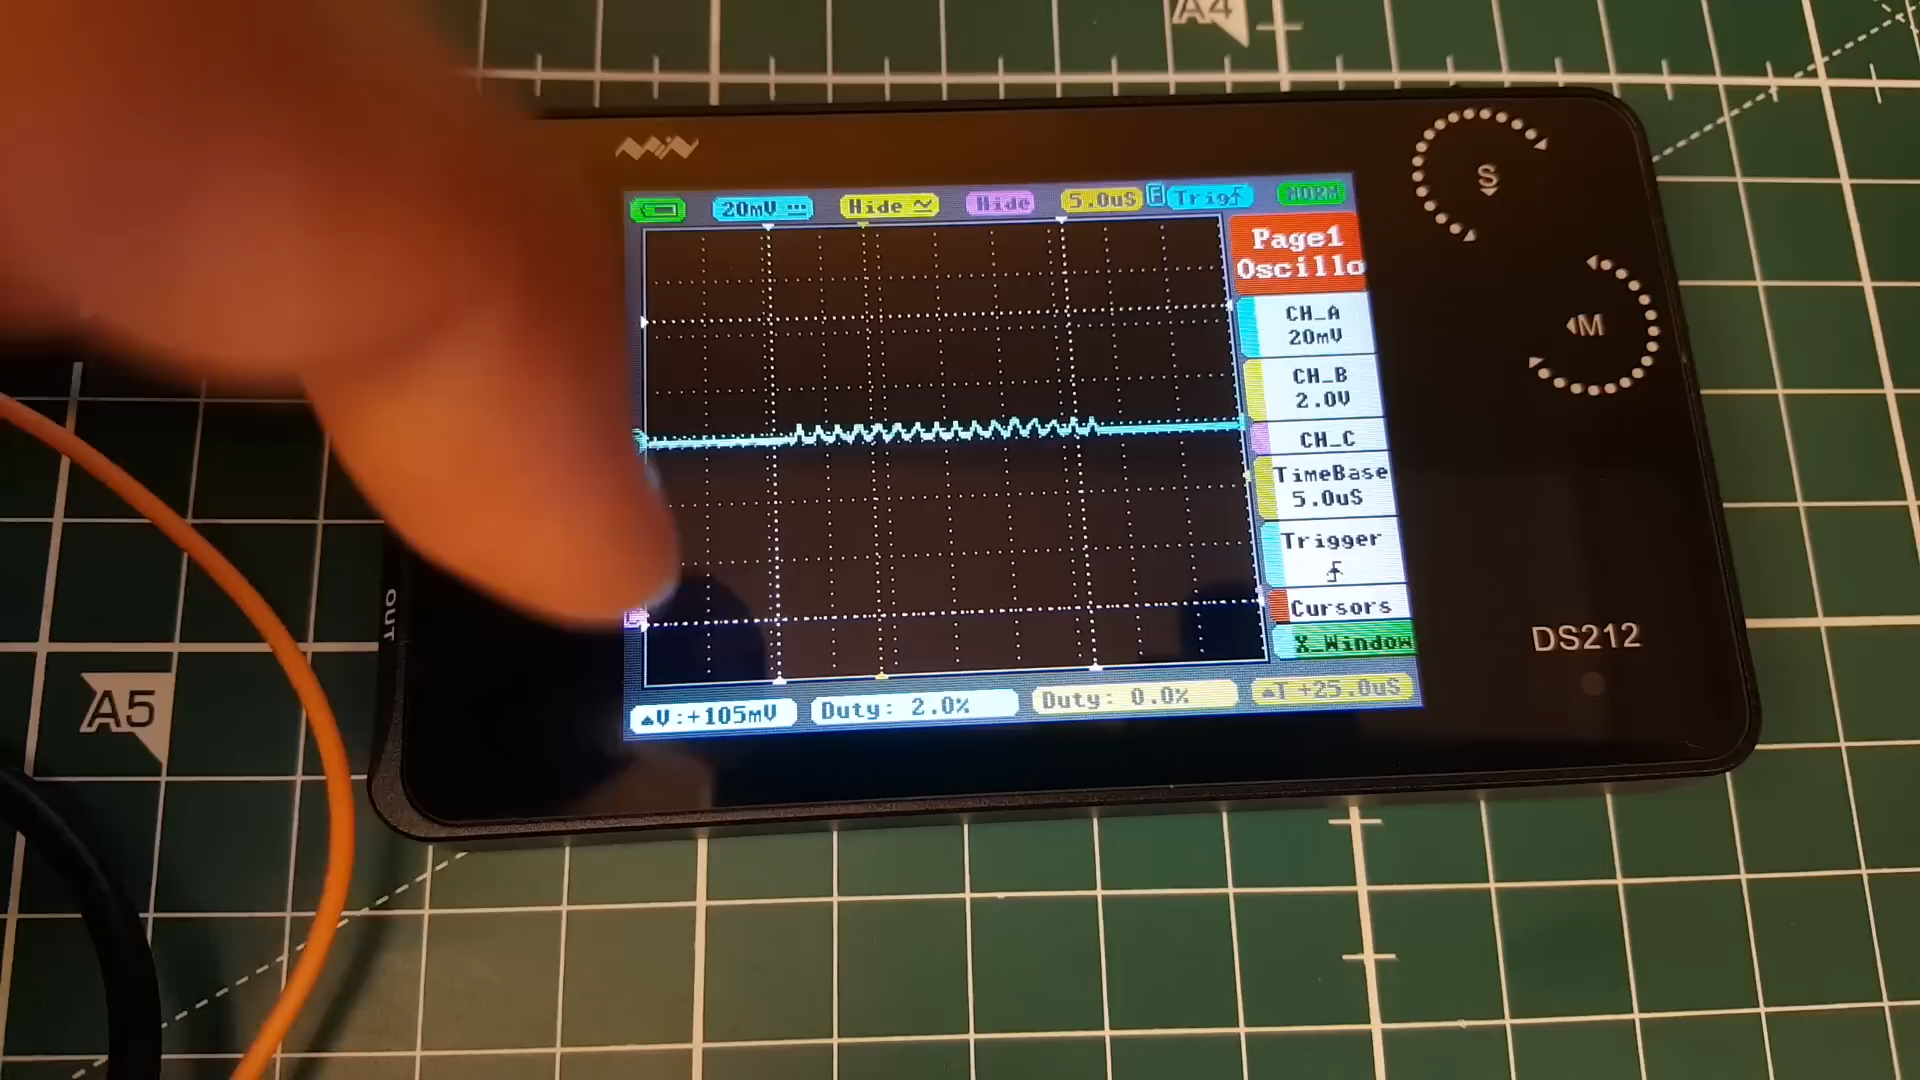 A4
MiNi
S
M
20mV
Hide
Hide
5.0uS
F
Trig
NORM
Page1
Oscillo
CH_A
20mV
CH_B
2.0V
CH_C
TimeBase
5.0uS
Trigger
Cursors
X_Window
▲V:+105mV
Duty: 2.0%
Duty: 0.0%
▲T +25.0uS
DS212
OUT
A5